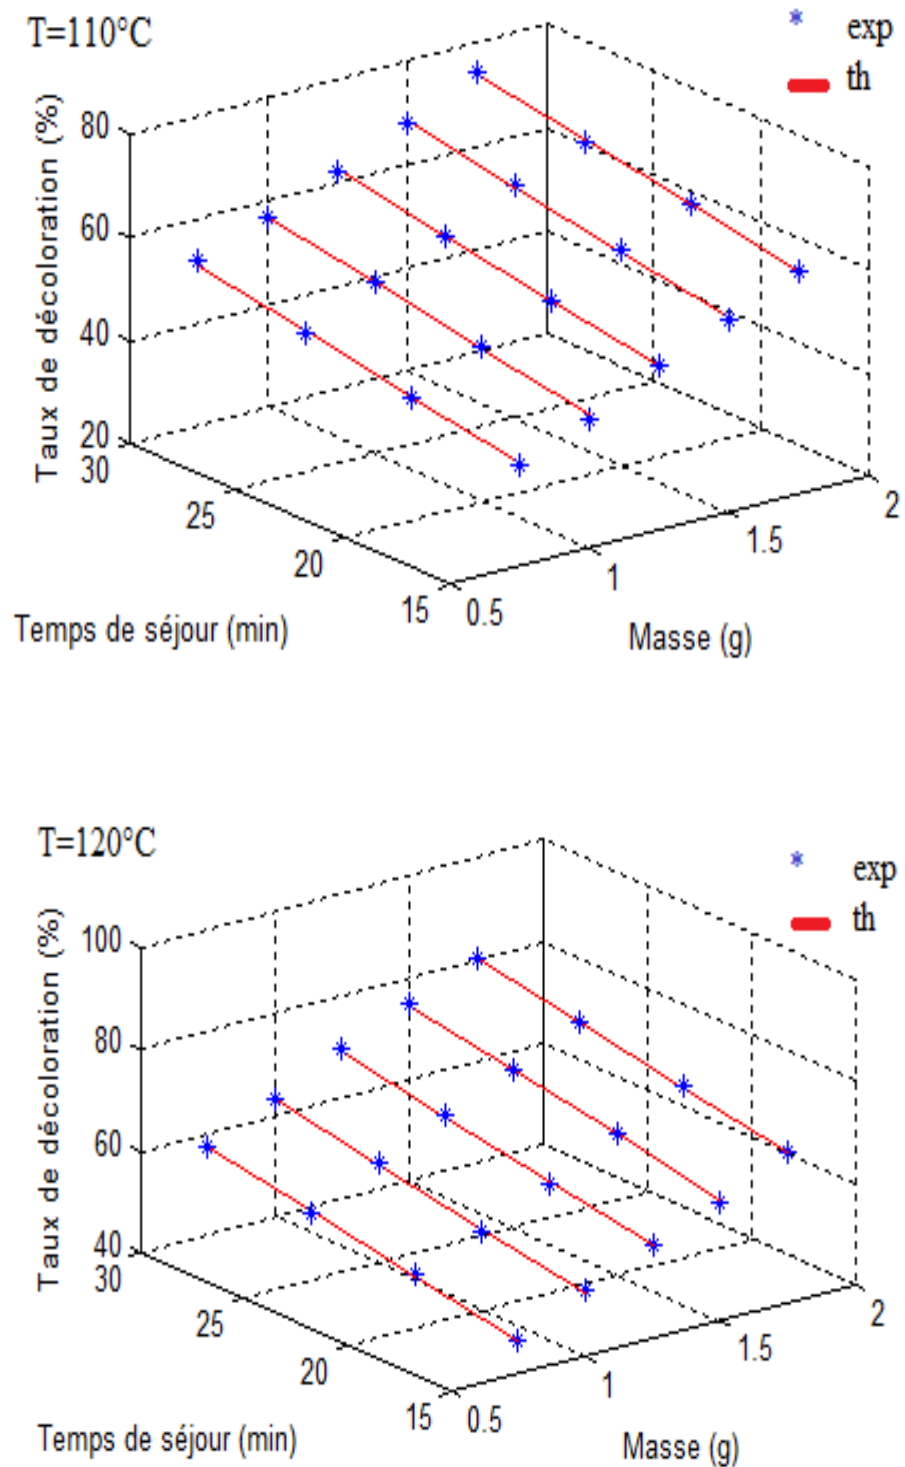 T=110°C
exp
th
Taux de décoloration (%)
80
60
40
20
30
25
20
15
0.5
1
1.5
2
Temps de séjour (min)
Masse (g)
T=120°C
exp
th
Taux de décoloration (%)
100
80
60
40
30
25
20
15
0.5
1
1.5
2
Temps de séjour (min)
Masse (g)